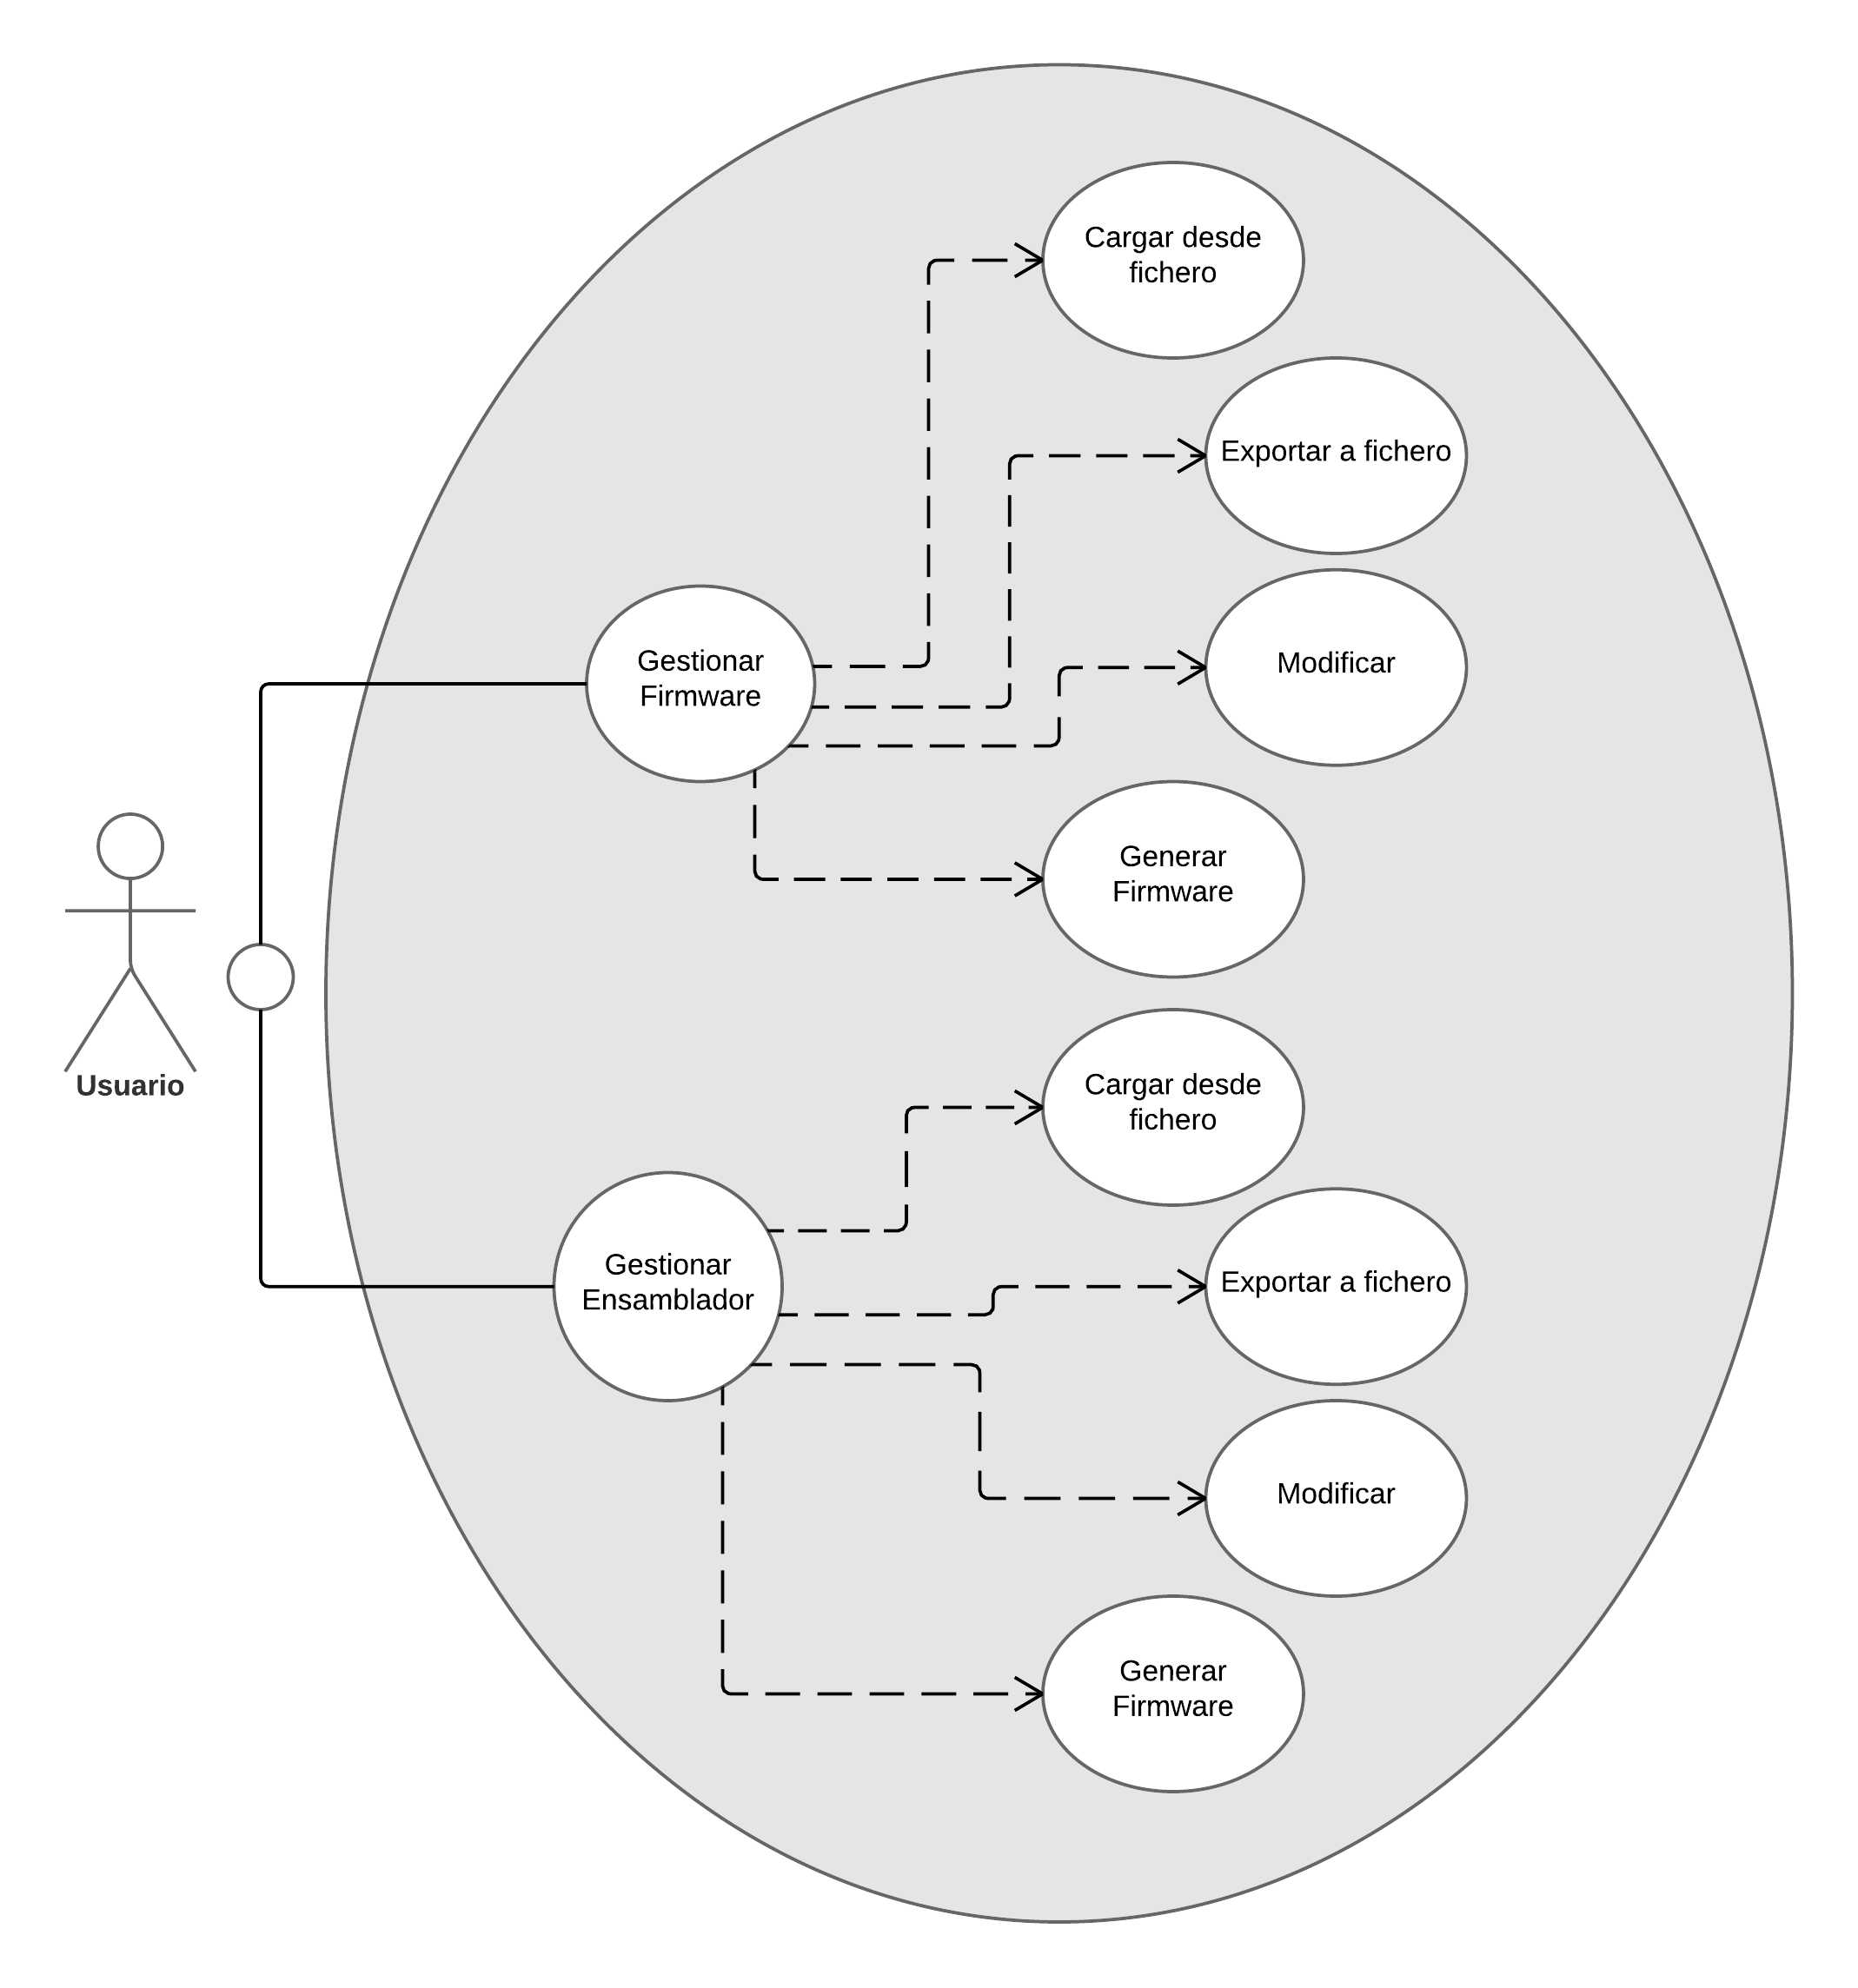 Cargar desde
fichero
Exportar a fichero
Gestionar
Firmware
Modificar
Generar
Firmware
Usuario
Cargar desde
fichero
Gestionar
Ensamblador
Exportar a fichero
Modificar
Generar
Firmware